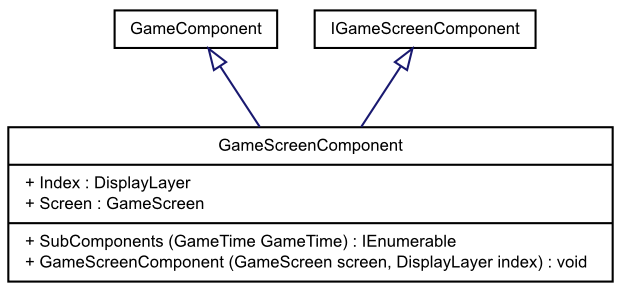 GameComponent
IGameScreenComponent
GameScreenComponent
+ Index : DisplayLayer
+ Screen : GameScreen
+ SubComponents (GameTime GameTime) : IEnumerable
+ GameScreenComponent (GameScreen screen, DisplayLayer index) : void